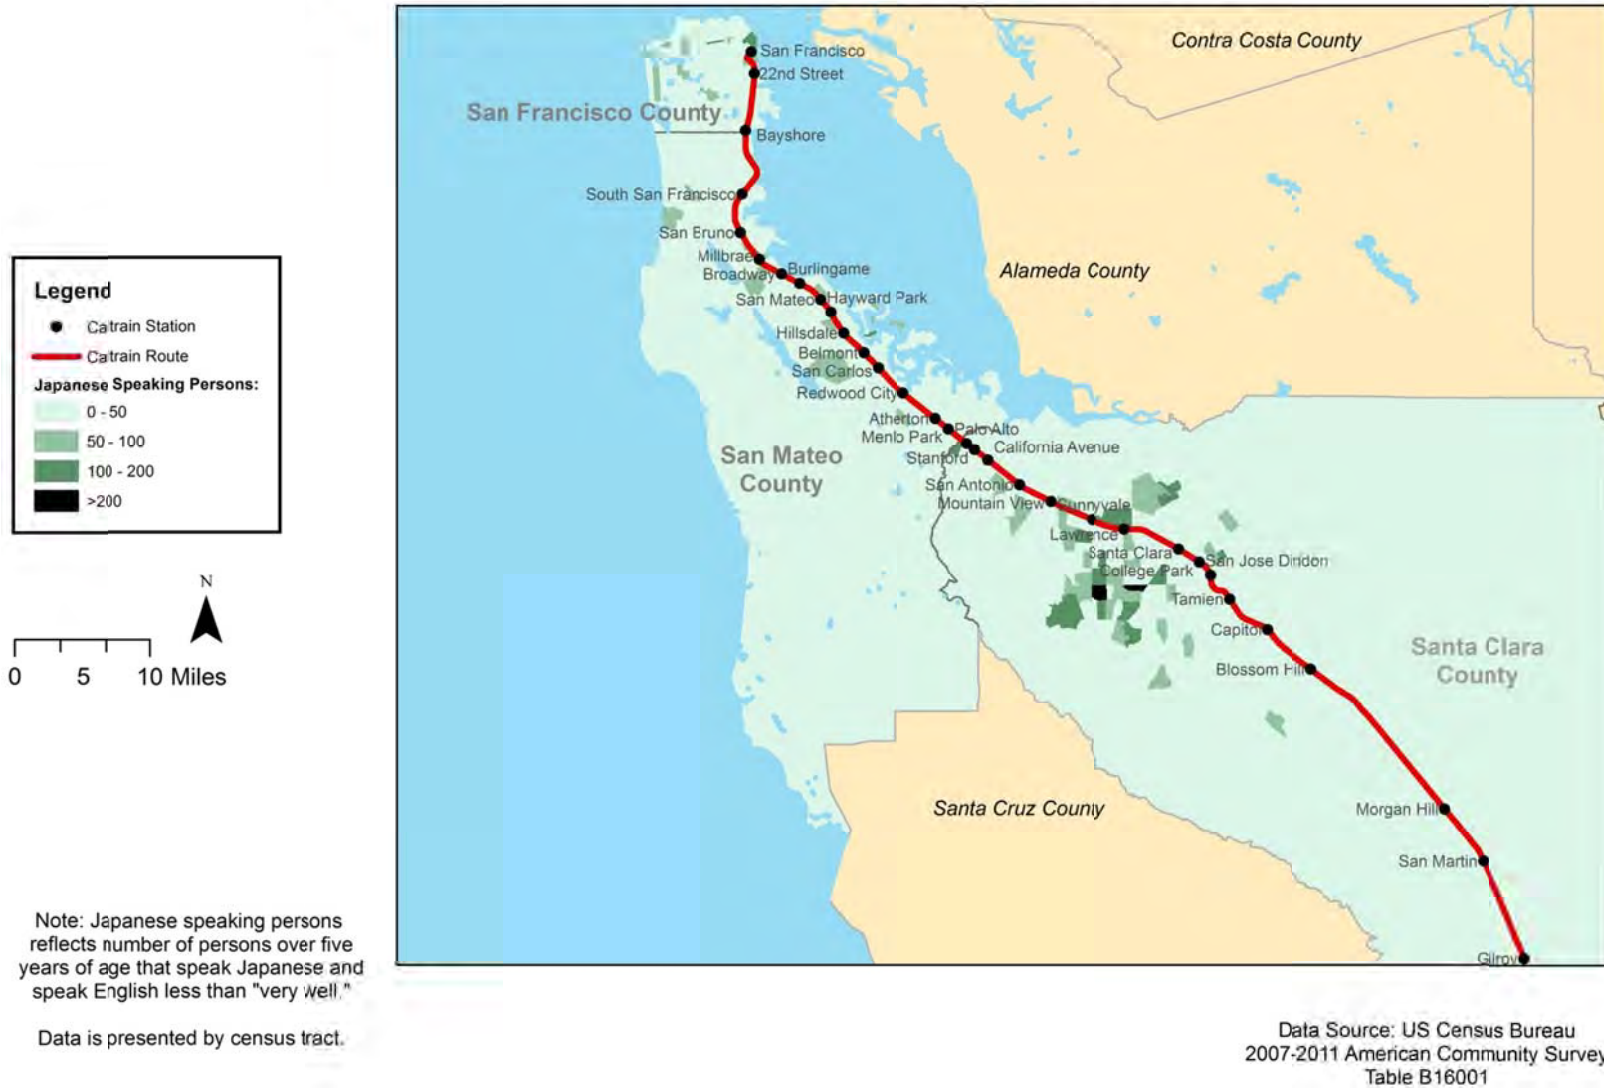 San Francisco
22nd Street
San Francisco County
Bayshore
Contra Costa County
South San Francisco
San Bruno
Millbrae
Broadway
Burlingame
San Mateo
Hayward Park
Alameda County
Hillsdale
Belmont
San Carlos
Redwood City
Atherton
Menlo Park
Palo Alto
Stanford
California Avenue
San Mateo
County
San Antonio
Mountain View
Sunnyvale
Lawrence
Santa Clara
College Park
San Jose Diridon
Tamien
Capitol
Blossom Hill
Santa Clara
County
Santa Cruz County
Morgan Hill
San Martin
Gilroy
Legend
Caltrain Station
Caltrain Route
Japanese Speaking Persons:
0 - 50
50 - 100
100 - 200
>200
N
0 5 10 Miles
Note: Japanese speaking persons
reflects number of persons over five
years of age that speak Japanese and
speak English less than "very well."
Data is presented by census tract.
Data Source: US Census Bureau
2007-2011 American Community Survey
Table B16001